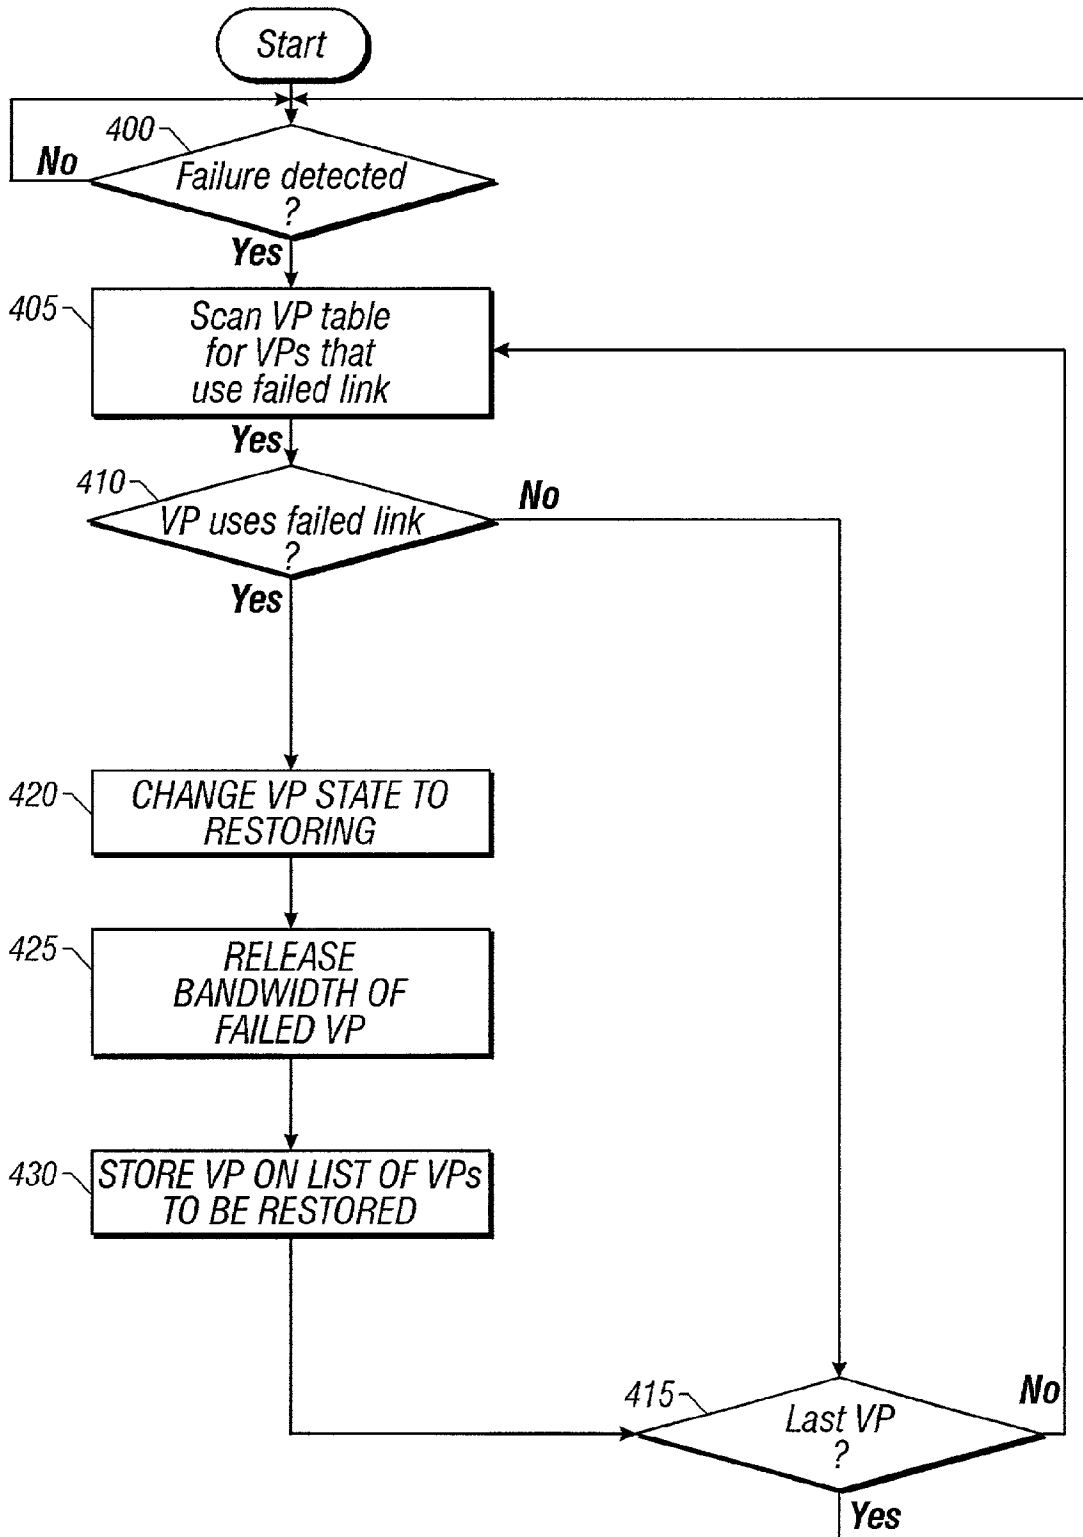 Start
400
No
Failure detected
?
Yes
405
Scan VP table
for VPs that
use failed link
Yes
410
No
VP uses failed link
?
Yes
420
CHANGE VP STATE TO
RESTORING
425
RELEASE
BANDWIDTH OF
FAILED VP
430
STORE VP ON LIST OF VPs
TO BE RESTORED
415
No
Last VP
?
Yes